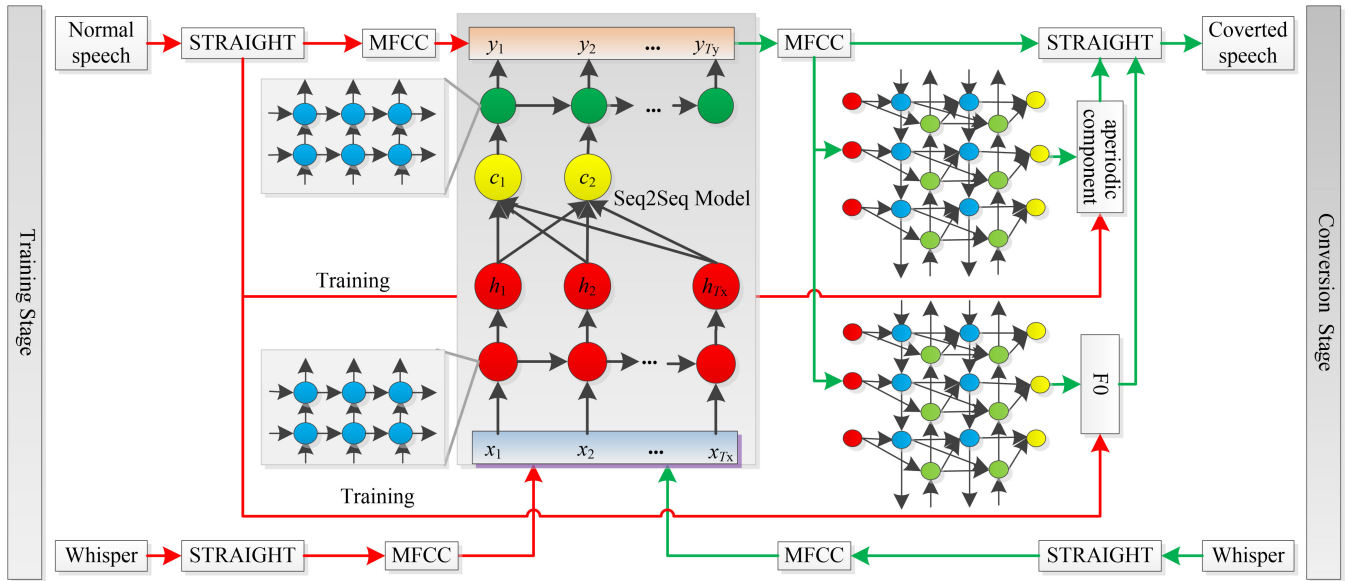 Normal
speech
STRAIGHT
MFCC
y1 y2 ... yTy
MFCC
STRAIGHT
Coverted
speech
...
aperiodic
component
c1 c2
Seq2Seq Model
Training Stage
Conversion Stage
Training
h1 h2 hTx
...
F0
x1 x2 ... xTx
Training
Whisper
STRAIGHT
MFCC
MFCC
STRAIGHT
Whisper